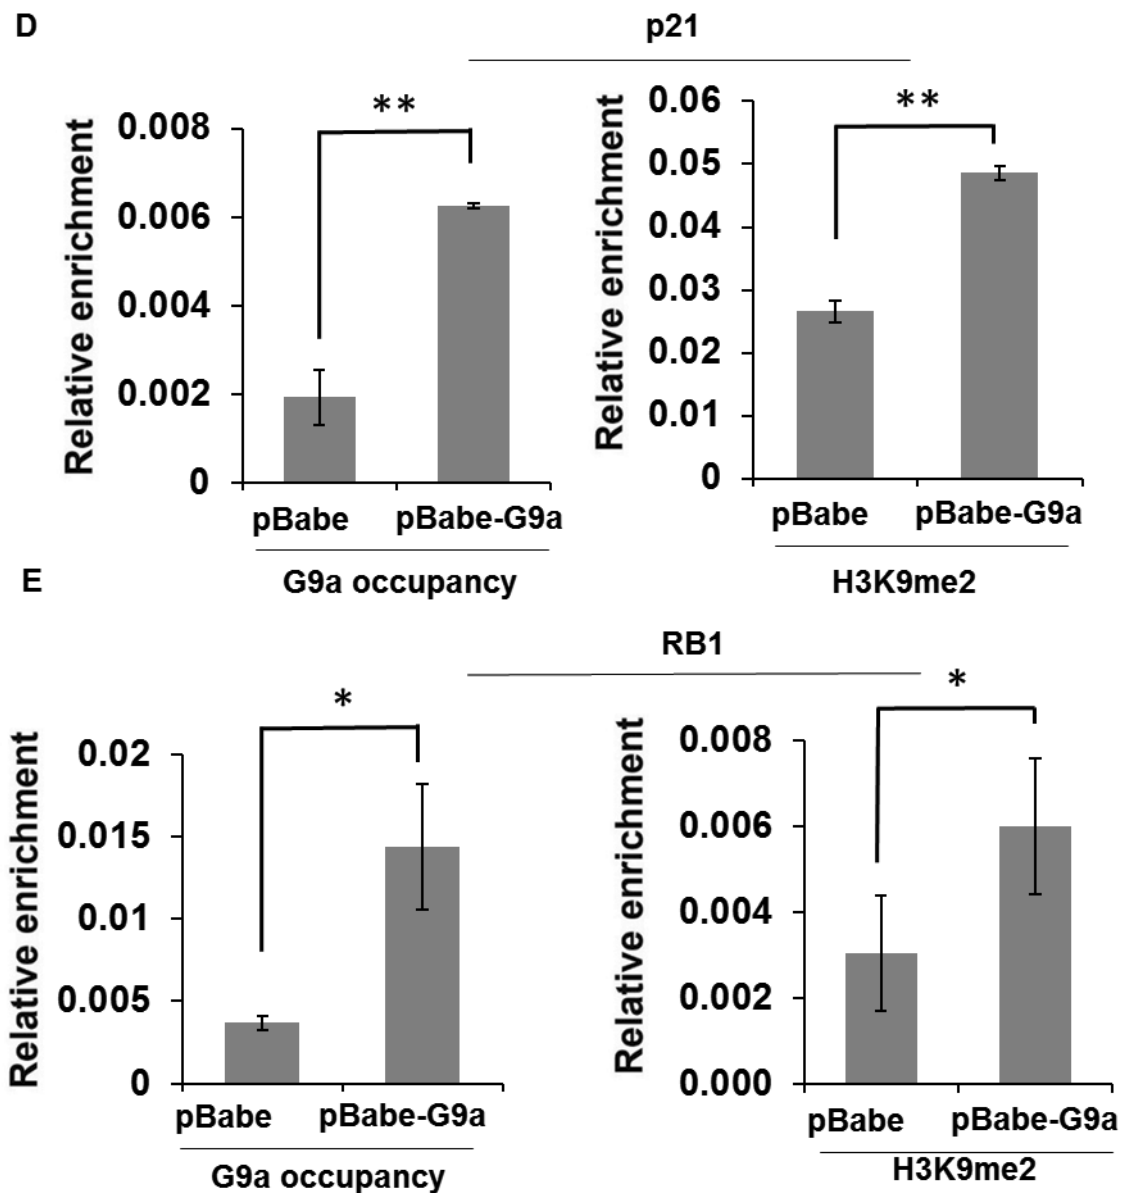 D
p21
**
**
Relative enrichment
0.008
0.006
0.004
0.002
0
pBabe
pBabe-G9a
G9a occupancy
Relative enrichment
0.06
0.05
0.04
0.03
0.02
0.01
0
pBabe
pBabe-G9a
H3K9me2
E
RB1
*
*
Relative enrichment
0.02
0.015
0.01
0.005
0
pBabe
pBabe-G9a
G9a occupancy
Relative enrichment
0.008
0.006
0.004
0.002
0.000
pBabe
pBabe-G9a
H3K9me2